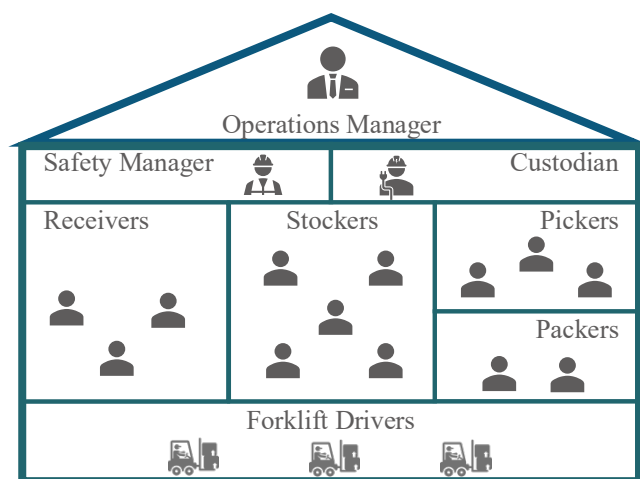 Operations Manager
Safety Manager
Custodian
Receivers
Stockers
Pickers
Packers
Forklift Drivers